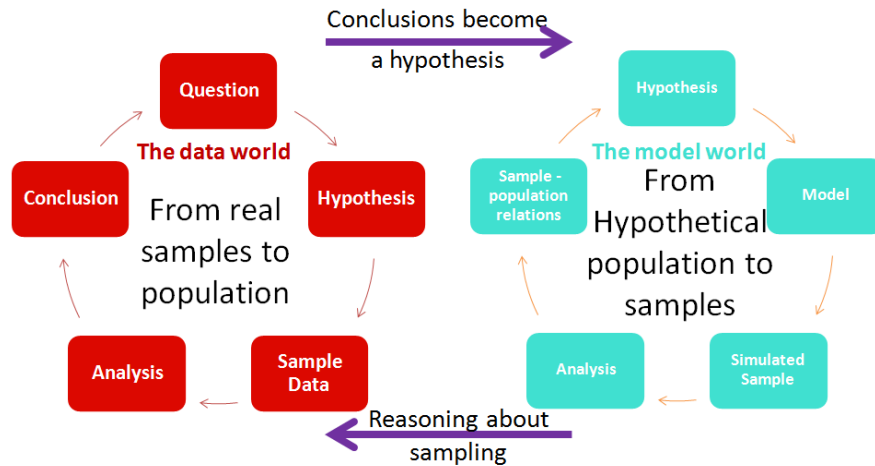 Conclusions become
a hypothesis
Question
The data world
Conclusion
Hypothesis
From real
samples to
population
Analysis
Sample
Data
Hypothesis
The model world
Sample -
population
relations
Model
From
Hypothetical
population to
samples
Analysis
Simulated
Sample
Reasoning about
sampling